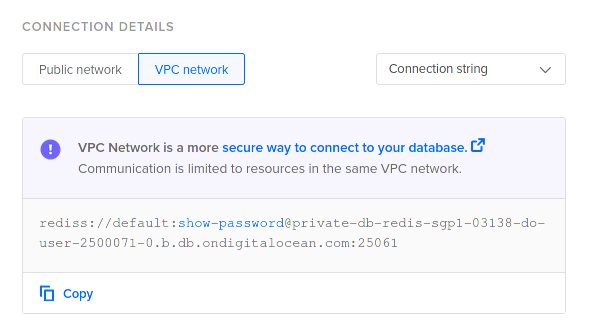 CONNECTION DETAILS
Public network
VPC network
Connection string
VPC Network is a more secure way to connect to your database.
Communication is limited to resources in the same VPC network.
rediss://default:show-password@private-db-redis-sgp1-03138-do-
user-2500071-0.b.db.ondigitalocean.com:25061
Copy